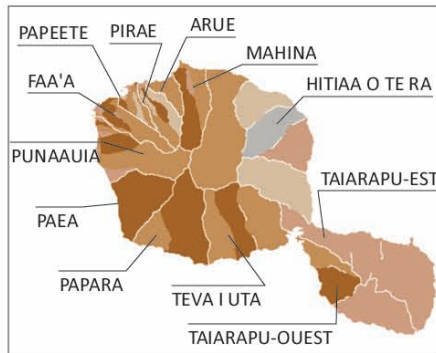 ARUE
PIRAE
PAPEETE
MAHINA
FAA'A
HITIAA O TE RA
PUNAAUIA
TAIARAPU-EST
PAEA
PAPARA
TEVA I UTA
TAIARAPU-OUEST